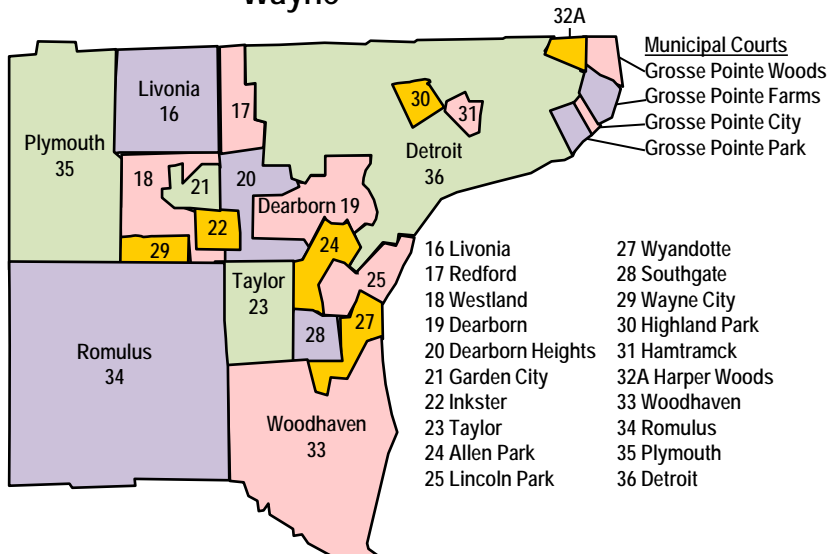 Wayne
32A
Municipal Courts
Grosse Pointe Woods
Grosse Pointe Farms
Grosse Pointe City
Grosse Pointe Park
Livonia
16
17
30
31
Plymouth
35
Detroit
36
18
21
20
Dearborn 19
22
24
29
25
Taylor
23
27
28
Romulus
34
Woodhaven
33
16 Livonia
17 Redford
18 Westland
19 Dearborn
20 Dearborn Heights
21 Garden City
22 Inkster
23 Taylor
24 Allen Park
25 Lincoln Park
27 Wyandotte
28 Southgate
29 Wayne City
30 Highland Park
31 Hamtramck
32A Harper Woods
33 Woodhaven
34 Romulus
35 Plymouth
36 Detroit